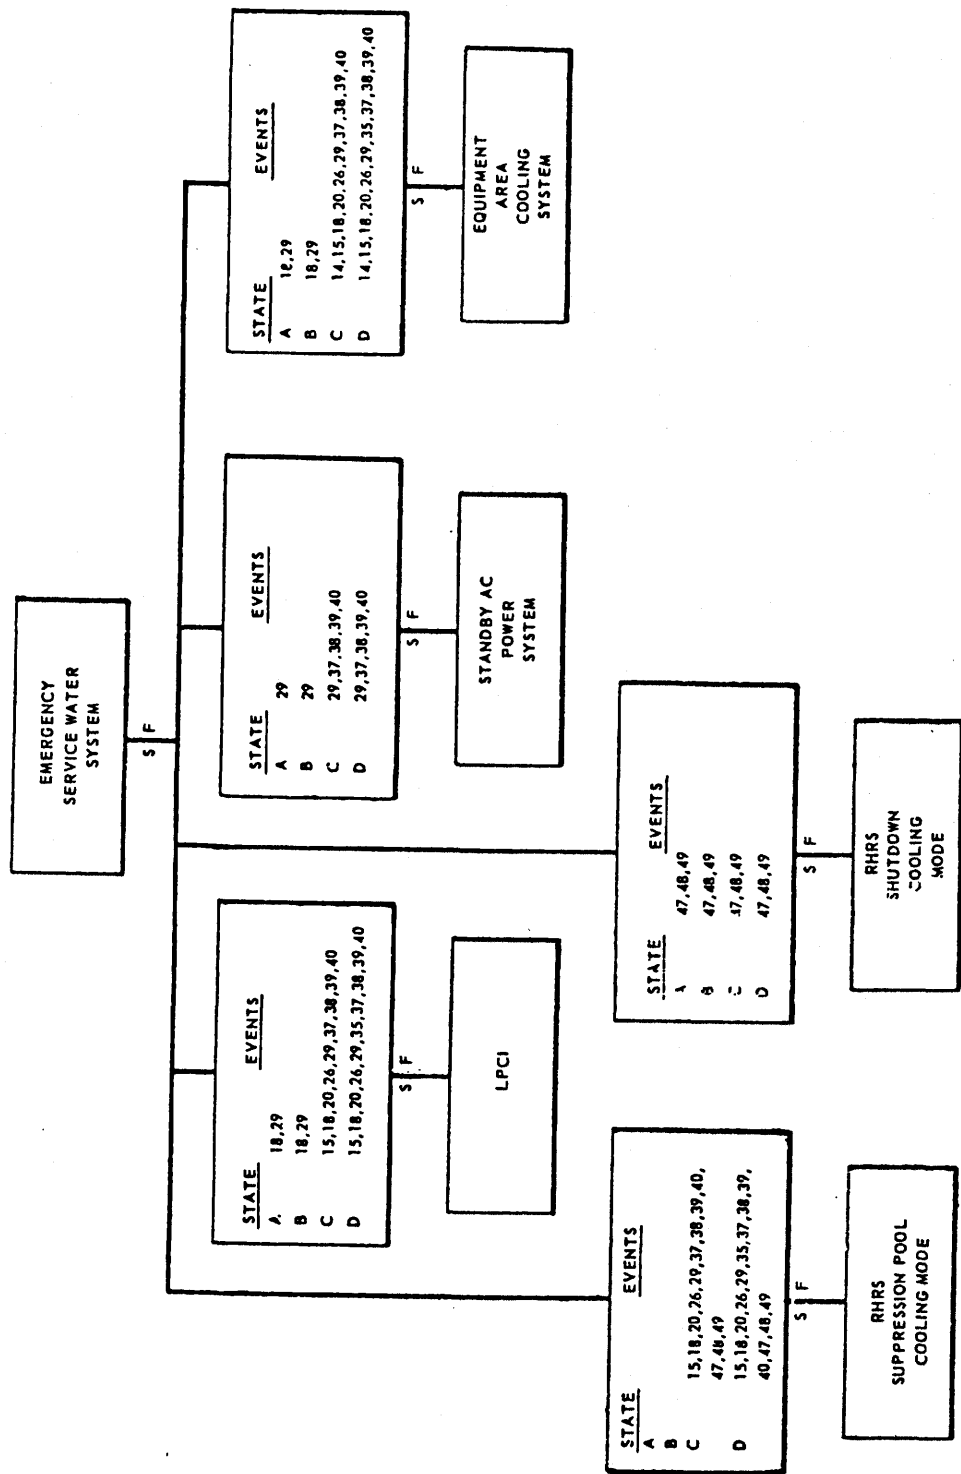 EMERGENCY
SERVICE WATER
SYSTEM
S F
STATE EVENTS
A
B
C 15,18,20,26,29,37,38,39,40,
47,48,49
D 15,18,20,26,29,35,37,38,39,
40,47,48,49
S F
RHRS
SUPPRESSION POOL
COOLING MODE
STATE EVENTS
A 18,29
B 18,29
C 15,18,20,26,29,37,38,39,40
D 15,18,20,26,29,35,37,38,39,40
S F
LPCI
STATE EVENTS
47,48,49
B 47,48,49
C 47,48,49
D 47,48,49
S F
RHRS
SHUTDOWN
COOLING
MODE
STATE EVENTS
A 29
B 29
C 29,37,38,39,40
D 29,37,38,39,40
S F
STANDBY AC
POWER
SYSTEM
STATE EVENTS
A 18,29
B 18,29
C 14,15,18,20,26,29,37,38,39,40
D 14,15,18,20,26,29,35,37,38,39,40
S F
EQUIPMENT
AREA
COOLING
SYSTEM